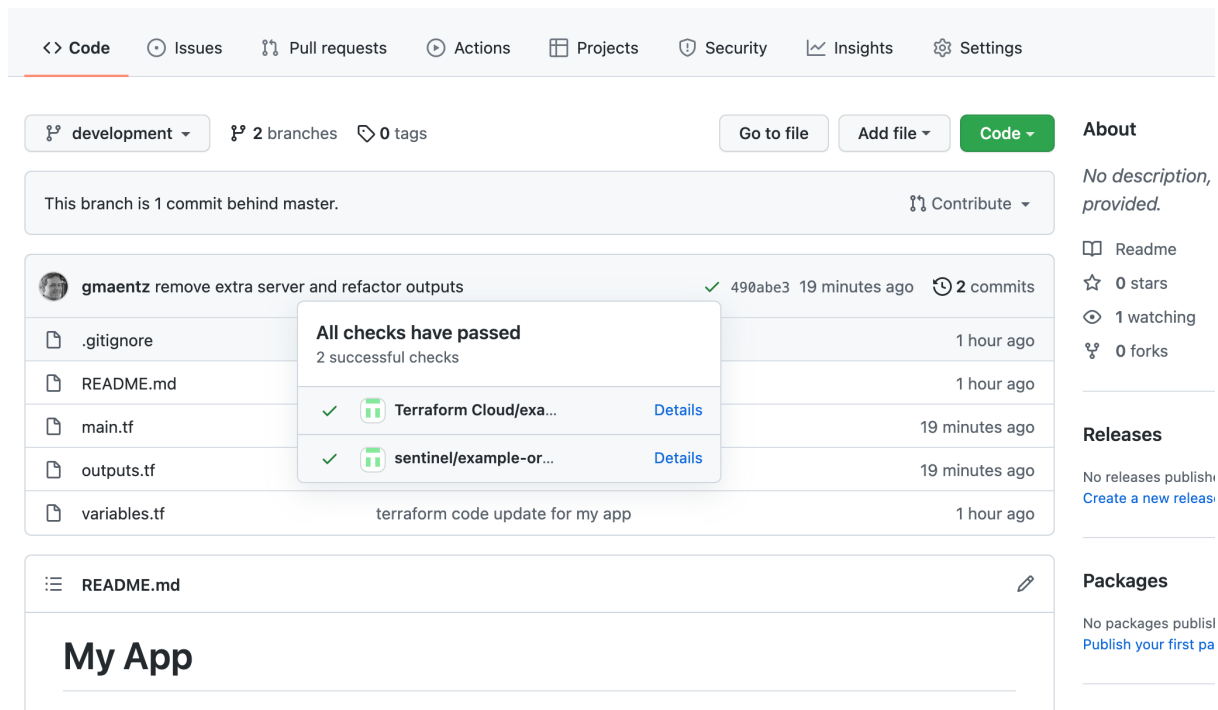 Code Issues Pull requests Actions Projects Security Insights Settings
development 2 branches 0 tags Go to file Add file Code
This branch is 1 commit behind master. Contribute
gmaentz remove extra server and refactor outputs 490abe3 19 minutes ago 2 commits
All checks have passed
2 successful checks
Terraform Cloud/exa... Details
sentinel/example-or... Details
.gitignore 1 hour ago
README.md 1 hour ago
main.tf 19 minutes ago
outputs.tf 19 minutes ago
variables.tf terraform code update for my app 1 hour ago
README.md
My App
About
No description,
provided.
Readme
0 stars
1 watching
0 forks
Releases
No releases publishe
Create a new releas
Packages
No packages publish
Publish your first pa